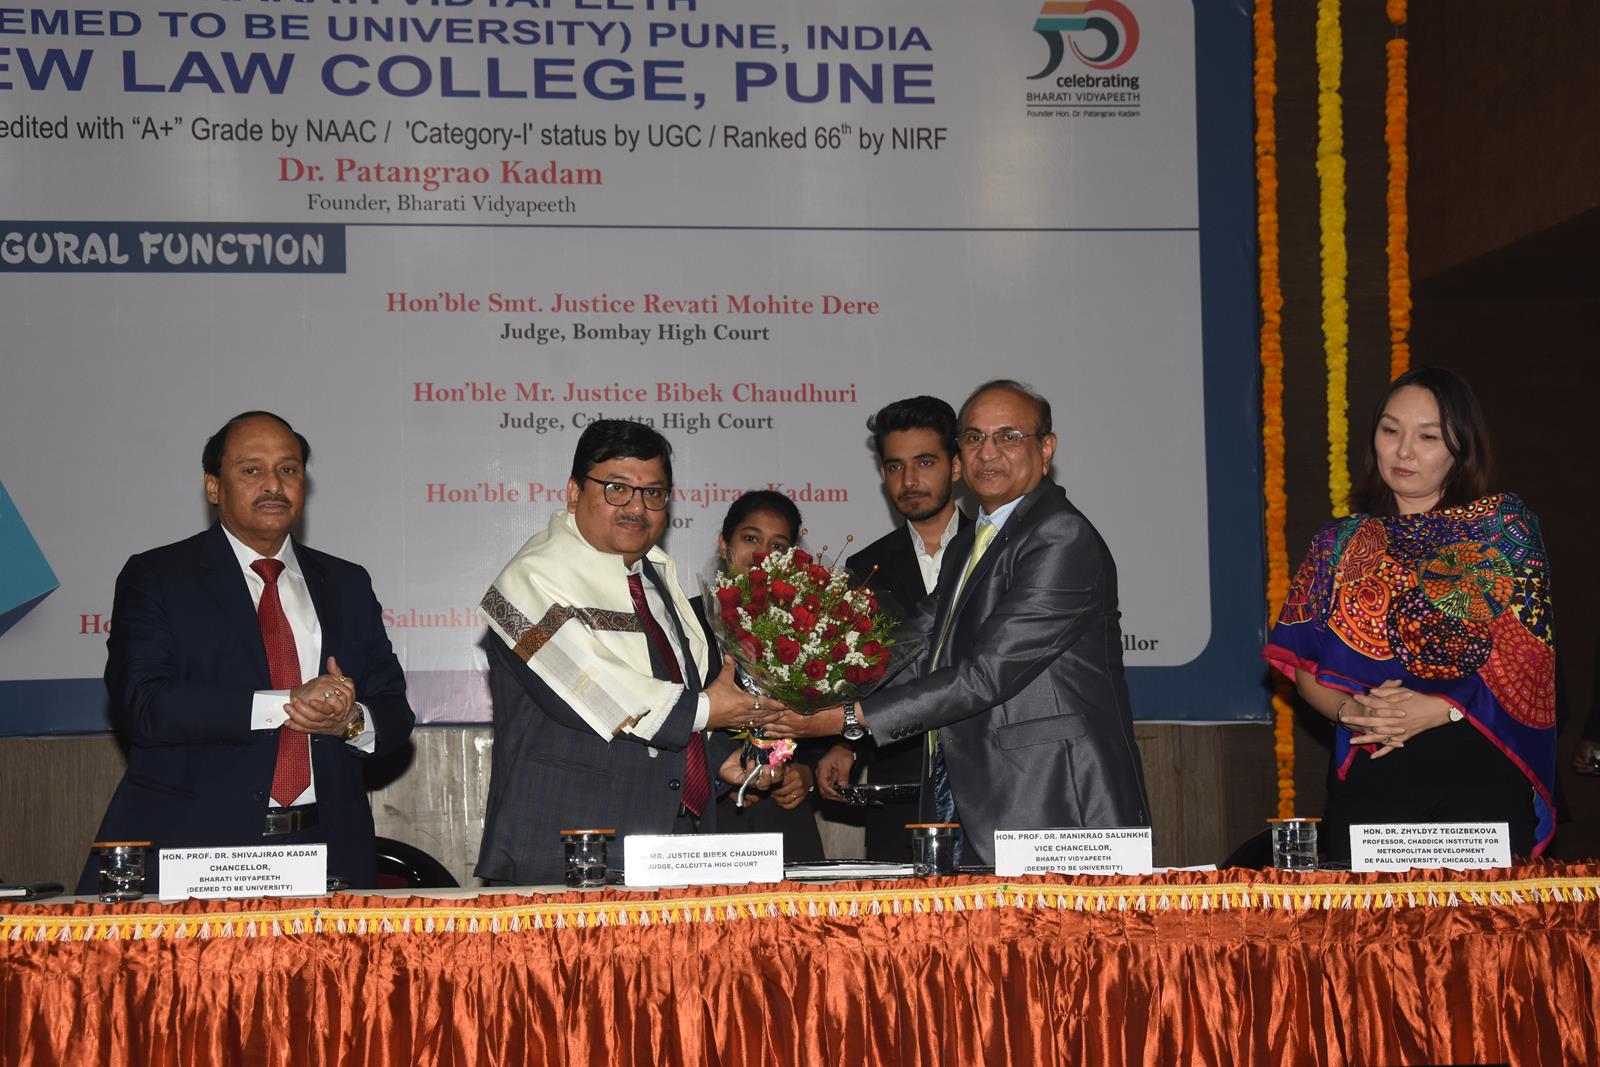 EMED TO BE UNIVERSITY) PUNE, INDIA
EW LAW COLLEGE, PUNE
edited with “A+” Grade by NAAC / 'Category-I' status by UGC / Ranked 66th by NIRF
Dr. Patangrao Kadam
Founder, Bharati Vidyapeeth
GURAL FUNCTION
Hon'ble Smt. Justice Revati Mohite Dere
Judge, Bombay High Court
Hon'ble Mr. Justice Bibek Chaudhuri
Judge, Calcutta High Court
Hon'ble Kadam
Salunkhe
50
celebrating
BHARATI VIDYAPEETH
Founder Hon. Dr. Patangrao Kadam
HON. PROF. DR. SHIVAJIRAO KADAM
CHANCELLOR,
BHARATI VIDYAPEETH
(DEEMED TO BE UNIVERSITY)
MR. JUSTICE BIBEK CHAUDHURI
JUDGE, CALCUTTA HIGH COURT
HON. PROF. DR. MANIKRAO SALUNKHE
VICE CHANCELLOR,
BHARATI VIDYAPEETH
(DEEMED TO BE UNIVERSITY)
HON. DR. ZHYLDYZ TEGIZBEKOVA
PROFESSOR, CHADDICK INSTITUTE FOR
METROPOLITAN DEVELOPMENT
DE PAUL UNIVERSITY, CHICAGO, U.S.A.